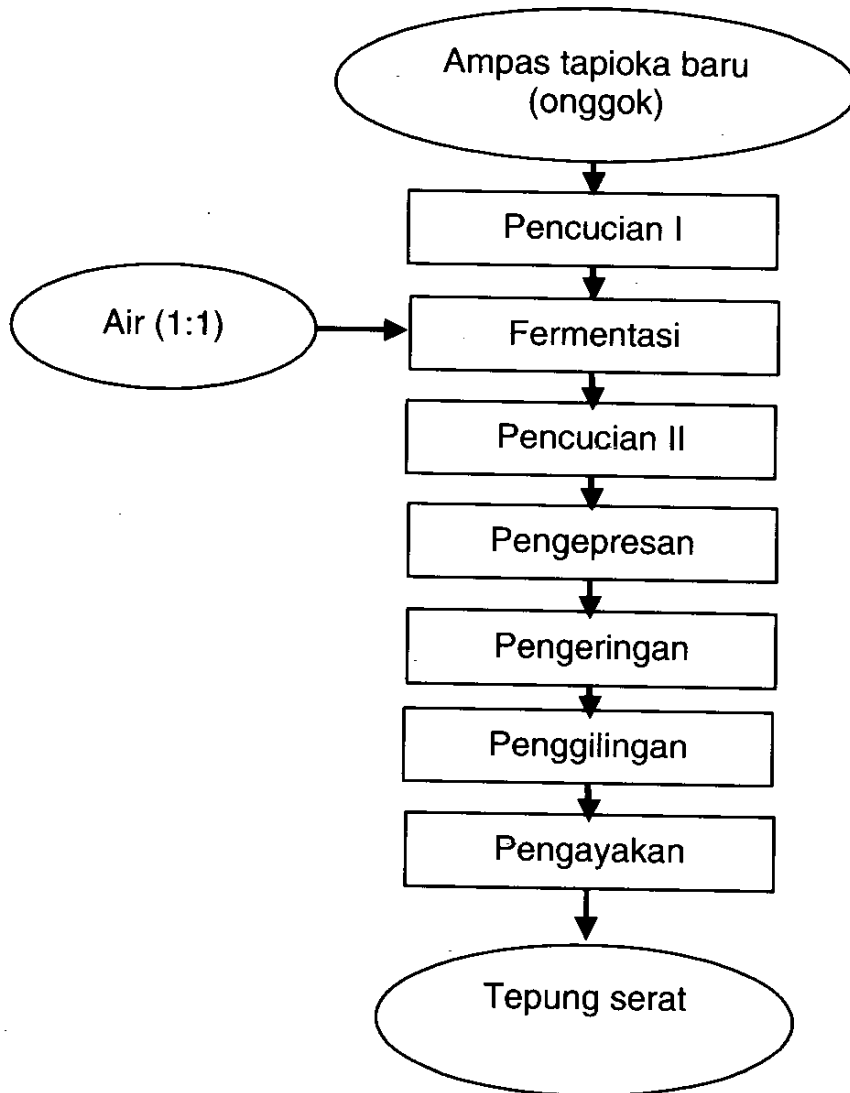 Ampas tapioka baru
(onggok)
Pencucian I
Air (1:1)
Fermentasi
Pencucian II
Pengepresan
Pengeringan
Penggilingan
Pengayakan
Tepung serat